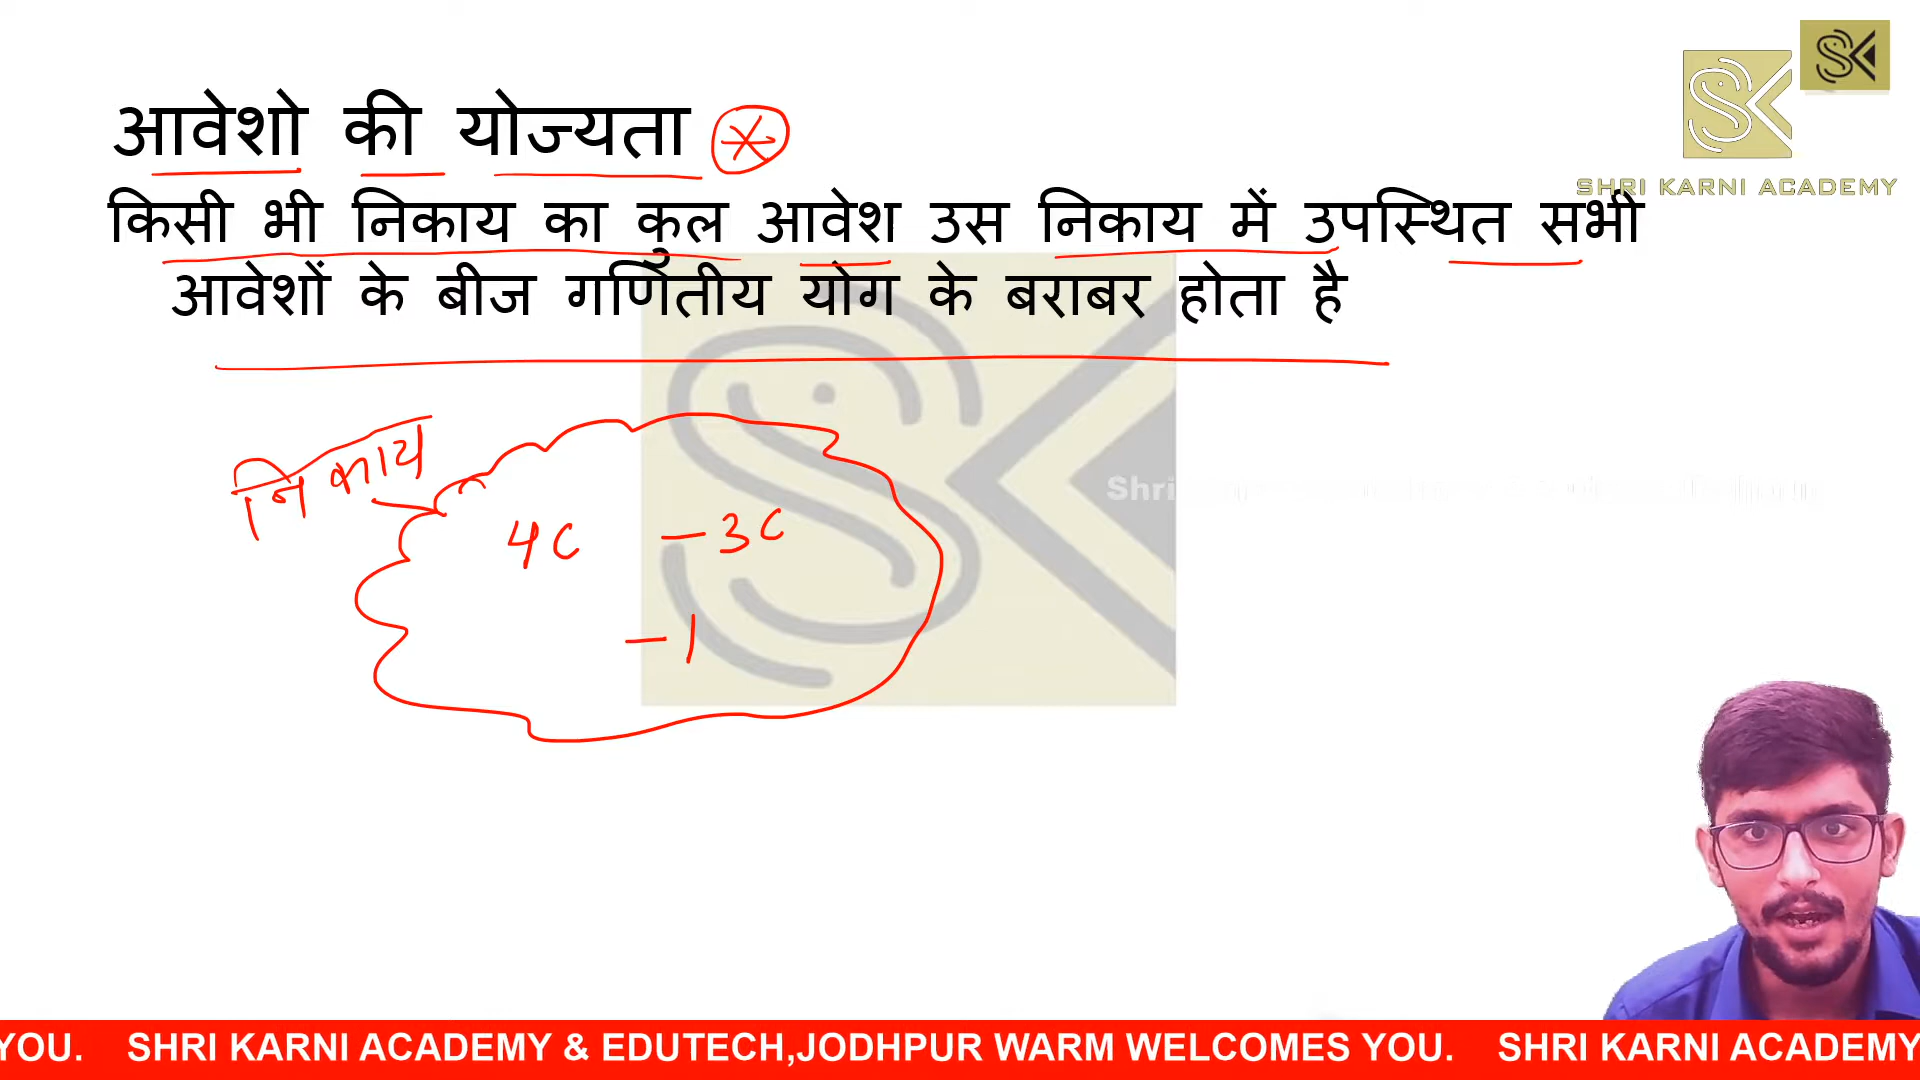 आवेशो की योज्यता
SHRI KARNI ACADEMY
किसी भी निकाय का कुल आवेश उस निकाय में उपस्थित सभी
आवेशों के बीज गणितीय योग के बराबर होता है
निकाय
4C -3C
-1
Shri
YOU. SHRI KARNI ACADEMY & EDUTECH,JODHPUR WARM WELCOMES YOU. SHRI KARNI ACADEMY